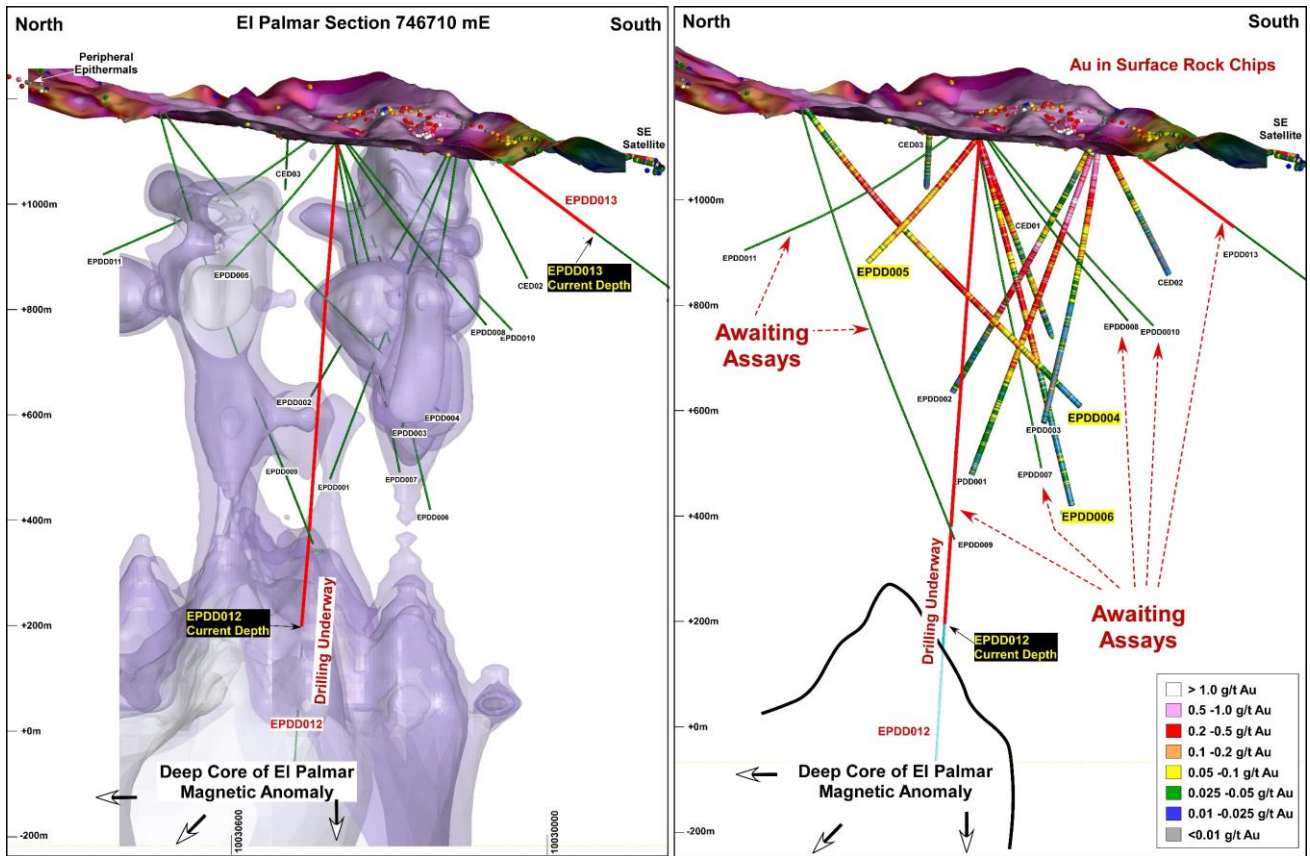 North
El Palmar Section 746710 mE
South
Peripheral
Epithermals
SE
Satellite
CED03
+1000m
EPDD013
EPDD011
EPDD005
EPDD013
Current Depth
CED02
+800m
EPDD008
EPDD010
EPDD002
+600m
EPDD004
EPDD003
EPDD009
EPDD001
EPDD007
EPDD006
+400m
EPDD012
Current Depth
+200m
Drilling Underway
EPDD012
+0m
Deep Core of El Palmar
Magnetic Anomaly
-200m
10030600
10030000
North
South
Au in Surface Rock Chips
SE
Satellite
CED03
+1000m
CED01
EPDD011
EPDD005
EPDD013
CED02
+800m
Awaiting
Assays
EPDD008
EPDD0010
EPDD002
+600m
EPDD004
EPDD003
EPDD007
EPDD001
EPDD006
+400m
EPDD009
Drilling Underway
Awaiting
Assays
+200m
EPDD012
Current Depth
EPDD012
+0m
Deep Core of El Palmar
Magnetic Anomaly
-200m
> 1.0 g/t Au
0.5 -1.0 g/t Au
0.2 -0.5 g/t Au
0.1 -0.2 g/t Au
0.05 -0.1 g/t Au
0.025 -0.05 g/t Au
0.01 -0.025 g/t Au
<0.01 g/t Au